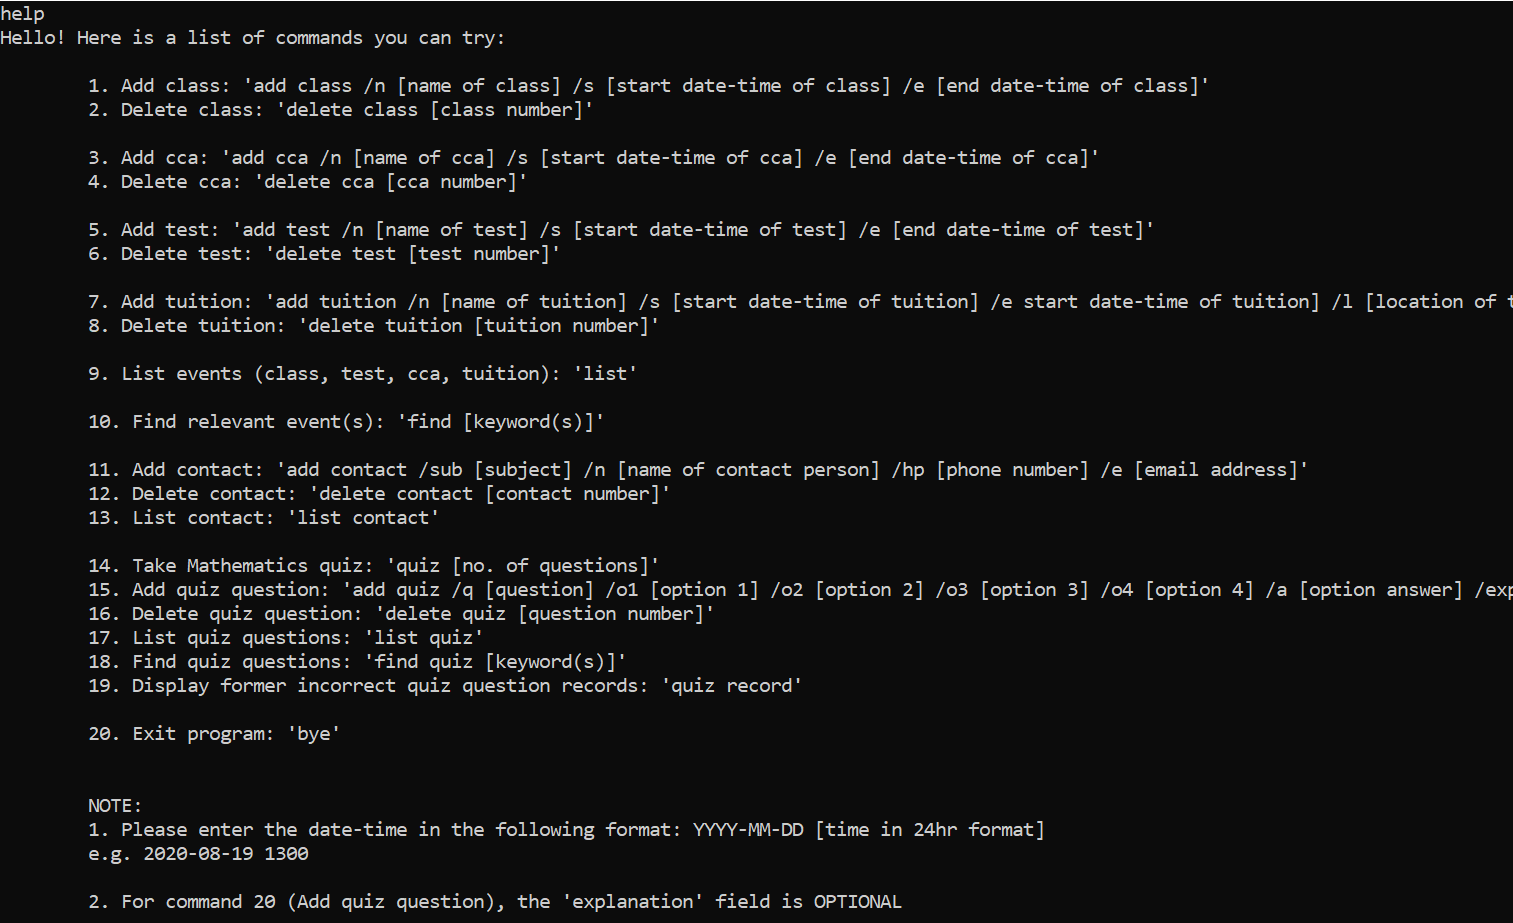 help
Hello! Here is a list of commands you can try:
1. Add class: 'add class /n [name of class] /s [start date-time of class] /e [end date-time of class]'
2. Delete class: 'delete class [class number]'
3. Add cca: 'add cca /n [name of cca] /s [start date-time of cca] /e [end date-time of cca]'
4. Delete cca: 'delete cca [cca number]'
5. Add test: 'add test /n [name of test] /s [start date-time of test] /e [end date-time of test]'
6. Delete test: 'delete test [test number]'
7. Add tuition: 'add tuition /n [name of tuition] /s [start date-time of tuition] /e start date-time of tuition] /l [location of
8. Delete tuition: 'delete tuition [tuition number]'
9. List events (class, test, cca, tuition): 'list'
10. Find relevant event(s): 'find [keyword(s)]'
11. Add contact: 'add contact /sub [subject] /n [name of contact person] /hp [phone number] /e [email address]'
12. Delete contact: 'delete contact [contact number]'
13. List contact: 'list contact'
14. Take Mathematics quiz: 'quiz [no. of questions]'
15. Add quiz question: 'add quiz /q [question] /o1 [option 1] /o2 [option 2] /o3 [option 3] /o4 [option 4] /a [option answer] /exp
16. Delete quiz question: 'delete quiz [question number]'
17. List quiz questions: 'list quiz'
18. Find quiz questions: 'find quiz [keyword(s)]'
19. Display former incorrect quiz question records: 'quiz record'
20. Exit program: 'bye'
NOTE:
1. Please enter the date-time in the following format: YYYY-MM-DD [time in 24hr format]
e.g. 2020-08-19 1300
2. For command 20 (Add quiz question), the 'explanation' field is OPTIONAL